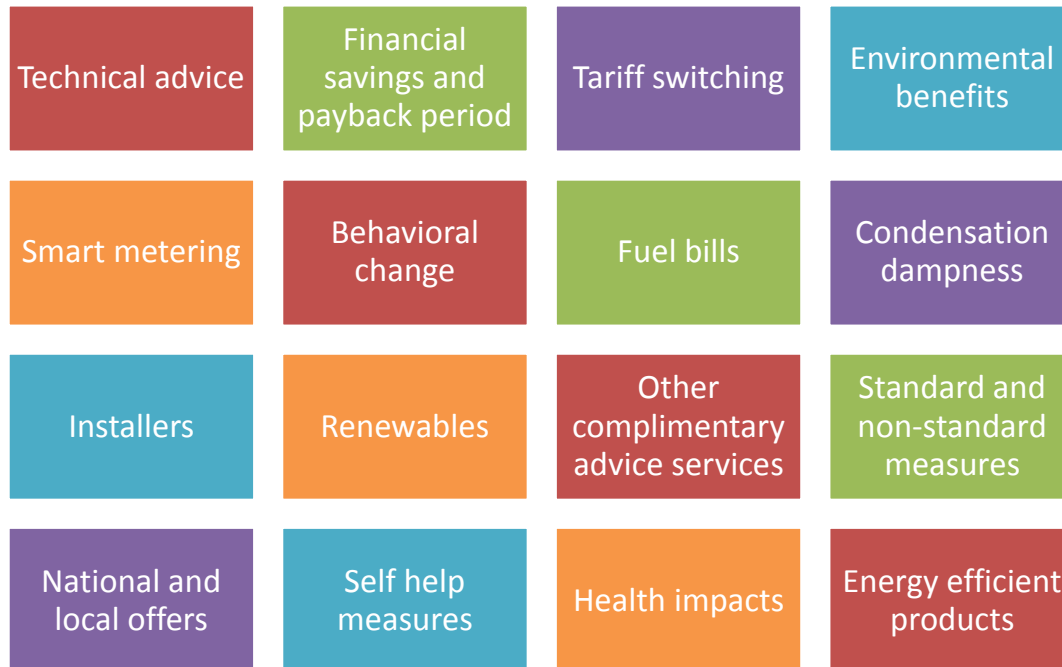 Technical advice
Financial
savings and
payback period
Tariff switching
Environmental
benefits
Smart metering
Behavioral
change
Fuel bills
Condensation
dampness
Installers
Renewables
Other
complimentary
advice services
Standard and
non-standard
measures
National and
local offers
Self help
measures
Health impacts
Energy efficient
products